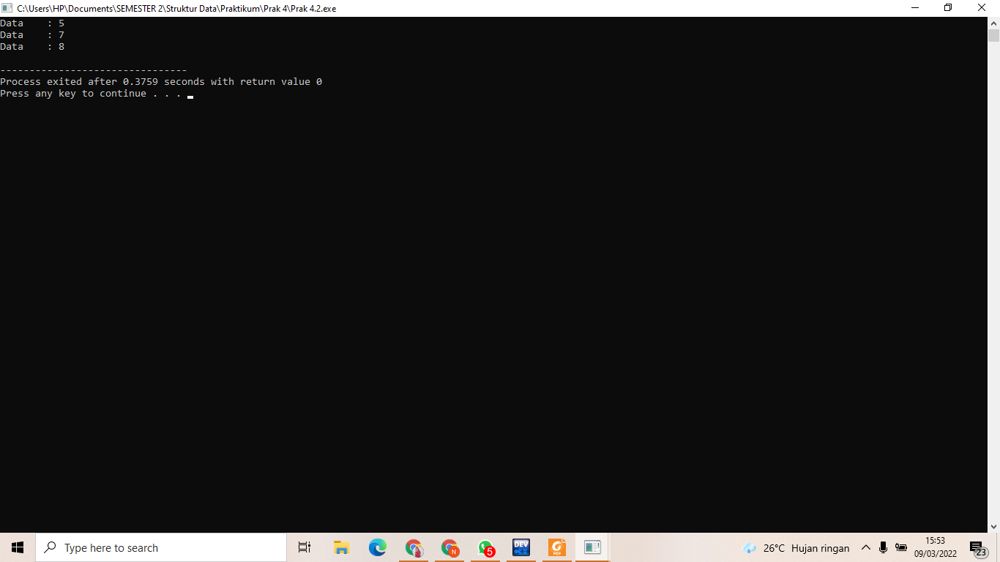 C:\Users\HP\Documents\SEMESTER 2\Struktur Data\Praktikum\Prak 4\Prak 4.2.exe
Data    : 5
Data    : 7
Data    : 8
--------------------------------
Process exited after 0.3759 seconds with return value 0
Press any key to continue . . .
Type here to search
N
5
DEV
PDF
26°C Hujan ringan
15:53
09/03/2022
23